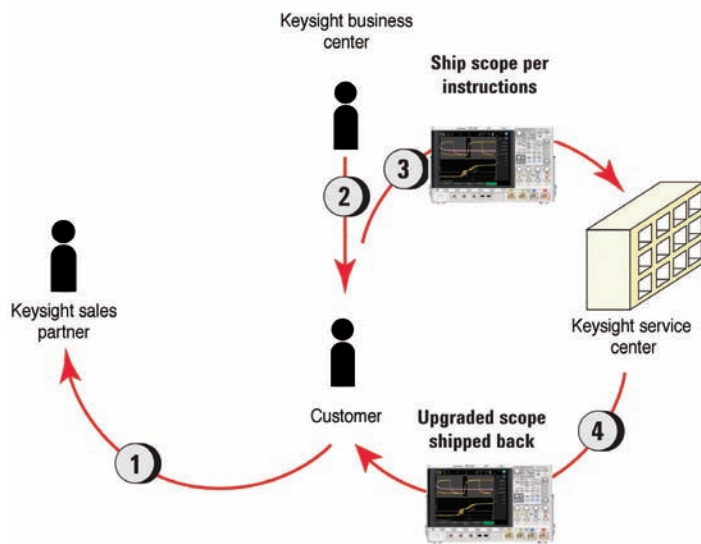 Keysight business
center
Ship scope per
instructions
2
3
Keysight sales
partner
Keysight service
center
Customer
Upgraded scope
shipped back
1
4